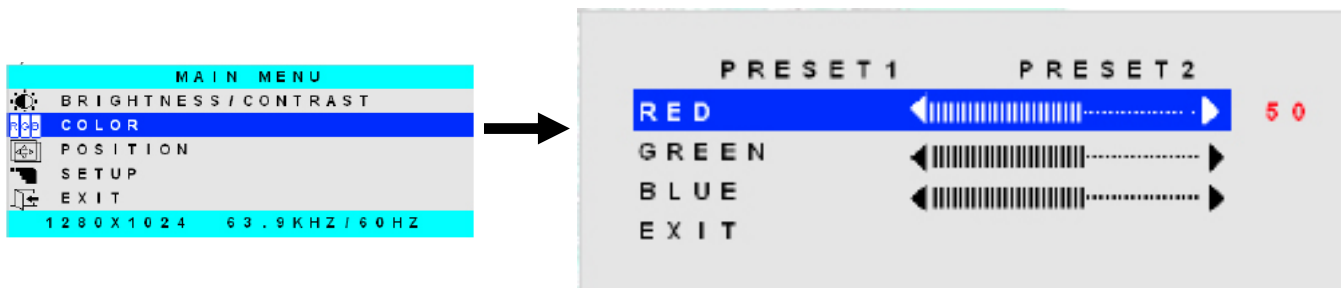 MAIN MENU
BRIGHTNESS/CONTRAST
RGB COLOR
POSITION
SETUP
EXIT
1280X1024 63.9KHZ/60HZ
PRESET1 PRESET2
RED 50
GREEN
BLUE
EXIT